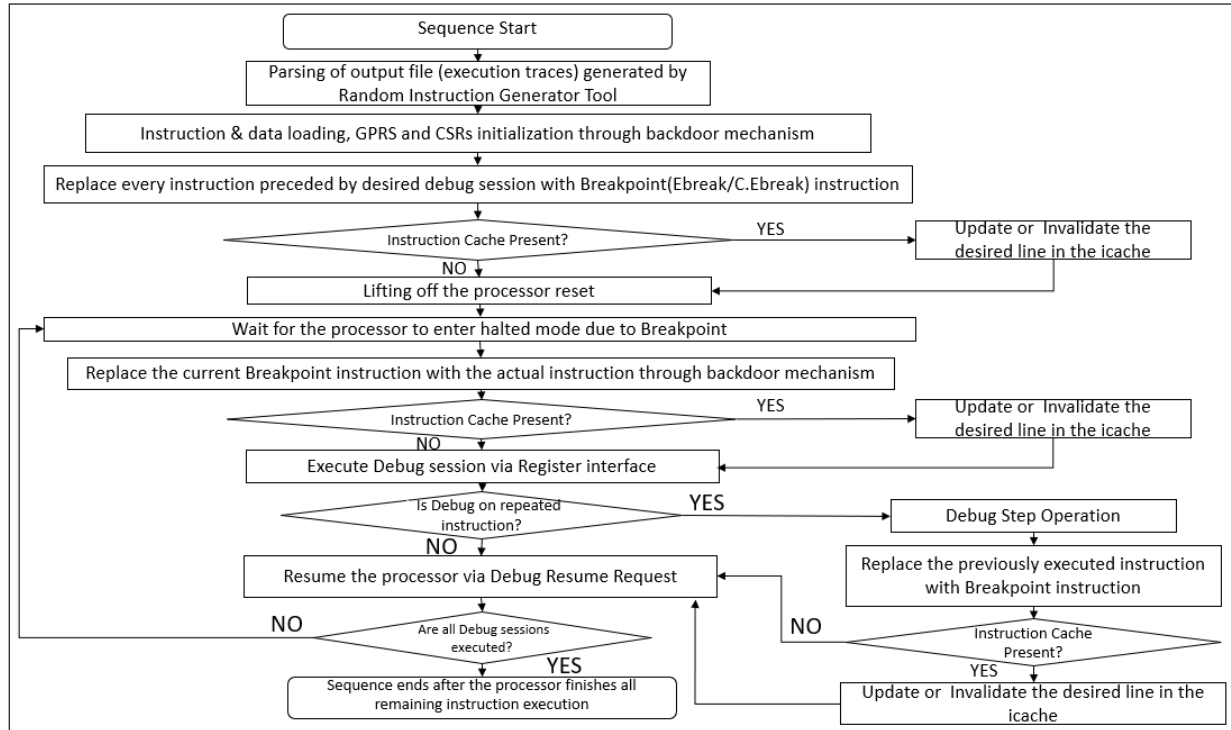 Sequence Start
Parsing of output file (execution traces) generated by
Random Instruction Generator Tool
Instruction & data loading, GPRS and CSRs initialization through backdoor mechanism
Replace every instruction preceded by desired debug session with Breakpoint(Ebreak/C.Ebreak) instruction
Instruction Cache Present?
YES
Update or Invalidate the
desired line in the icache
NO
Lifting off the processor reset
Wait for the processor to enter halted mode due to Breakpoint
Replace the current Breakpoint instruction with the actual instruction through backdoor mechanism
Instruction Cache Present?
YES
Update or Invalidate the
desired line in the icache
NO
Execute Debug session via Register interface
Is Debug on repeated
instruction?
YES
Debug Step Operation
NO
Replace the previously executed instruction
with Breakpoint instruction
Resume the processor via Debug Resume Request
Instruction Cache
Present?
NO
YES
Update or Invalidate the desired line in the
icache
Are all Debug sessions
executed?
NO
YES
Sequence ends after the processor finishes all
remaining instruction execution